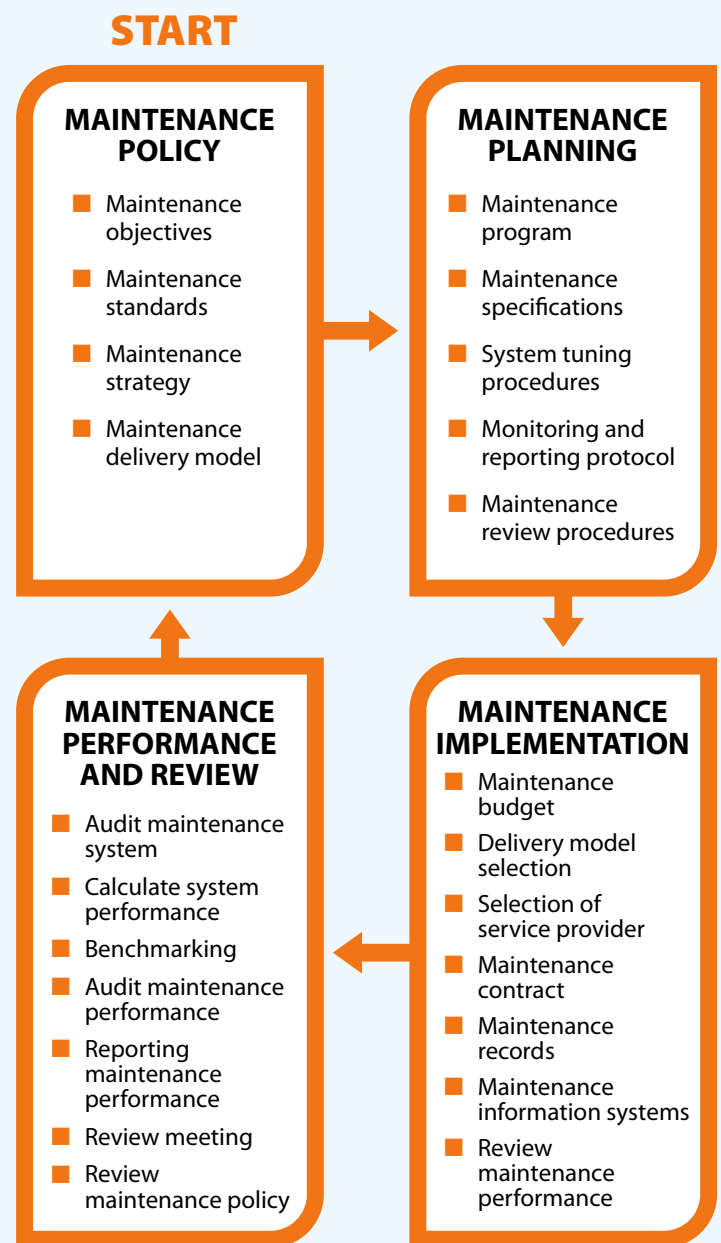 START
MAINTENANCE
POLICY
Maintenance
objectives
Maintenance
standards
Maintenance
strategy
Maintenance
delivery model
MAINTENANCE
PLANNING
Maintenance
program
Maintenance
specifications
System tuning
procedures
Monitoring and
reporting protocol
Maintenance
review procedures
MAINTENANCE
IMPLEMENTATION
Maintenance
budget
Delivery model
selection
Selection of
service provider
Maintenance
contract
Maintenance
records
Maintenance
information systems
Review
maintenance
performance
MAINTENANCE
PERFORMANCE
AND REVIEW
Audit maintenance
system
Calculate system
performance
Benchmarking
Audit maintenance
performance
Reporting
maintenance
performance
Review meeting
Review
maintenance policy